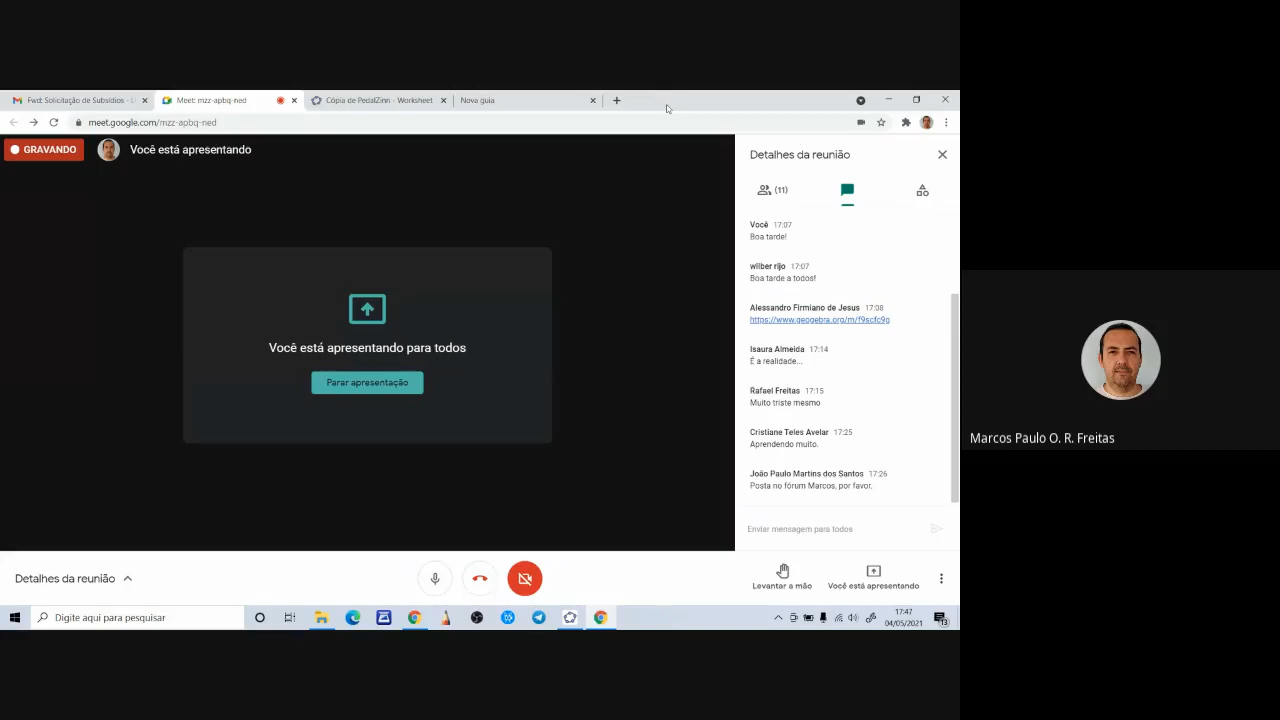 Fwd: Solicitação de Subsídios - Li
Meet: mzz-apbq-ned
Cópia de PedalZinn - Worksheet
Nova guia
meet.google.com/mzz-apbq-ned
GRAVANDO
Você está apresentando
Detalhes da reunião
(11)
Você 17:07
Boa tarde!
wilber rijo 17:07
Boa tarde a todos!
Alessandro Firmiano de Jesus 17:08
https://www.geogebra.org/m/f9scfc9g
Isaura Almeida 17:14
É a realidade...
Rafael Freitas 17:15
Muito triste mesmo
Cristiane Teles Avelar 17:25
Aprendendo muito.
João Paulo Martins dos Santos 17:26
Posta no fórum Marcos, por favor.
Enviar mensagem para todos
Você está apresentando para todos
Parar apresentação
Marcos Paulo O. R. Freitas
Detalhes da reunião
Levantar a mão
Você está apresentando
Digite aqui para pesquisar
17:47
04/05/2021
13